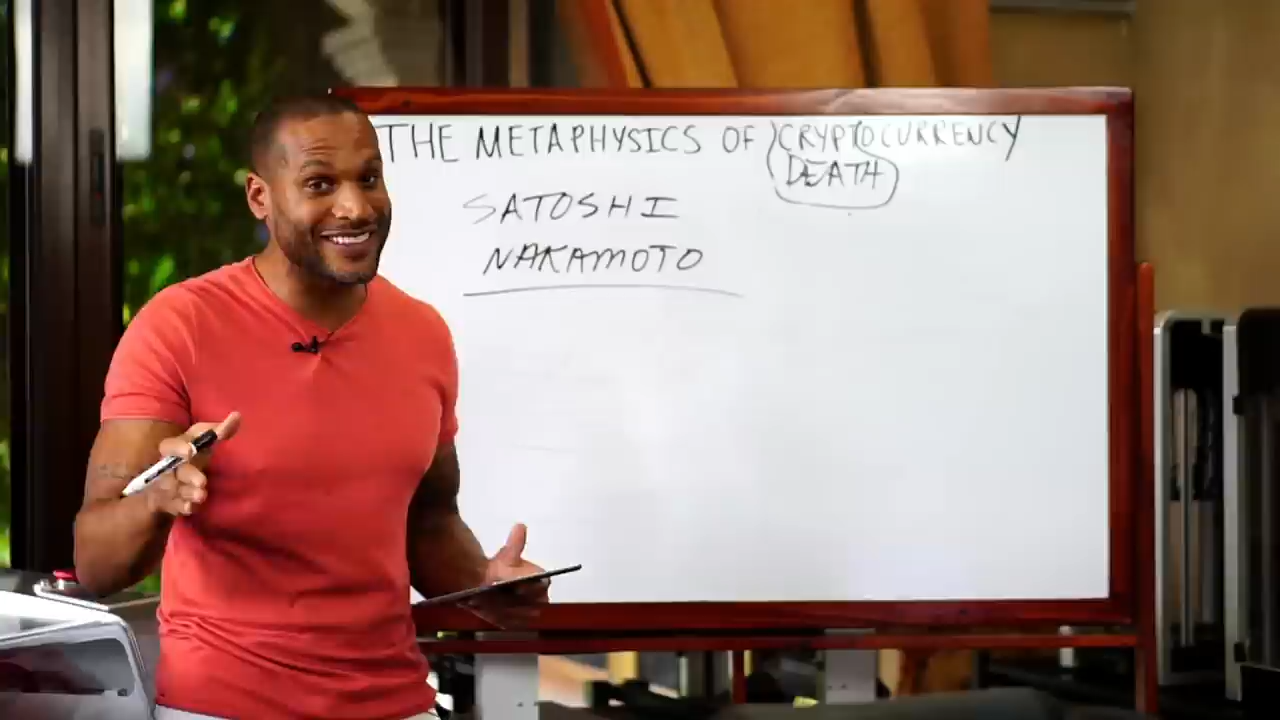 THE METAPHYSICS OF CRYPTOCURRENCY
DEATH
SATOSHI
NAKAMOTO